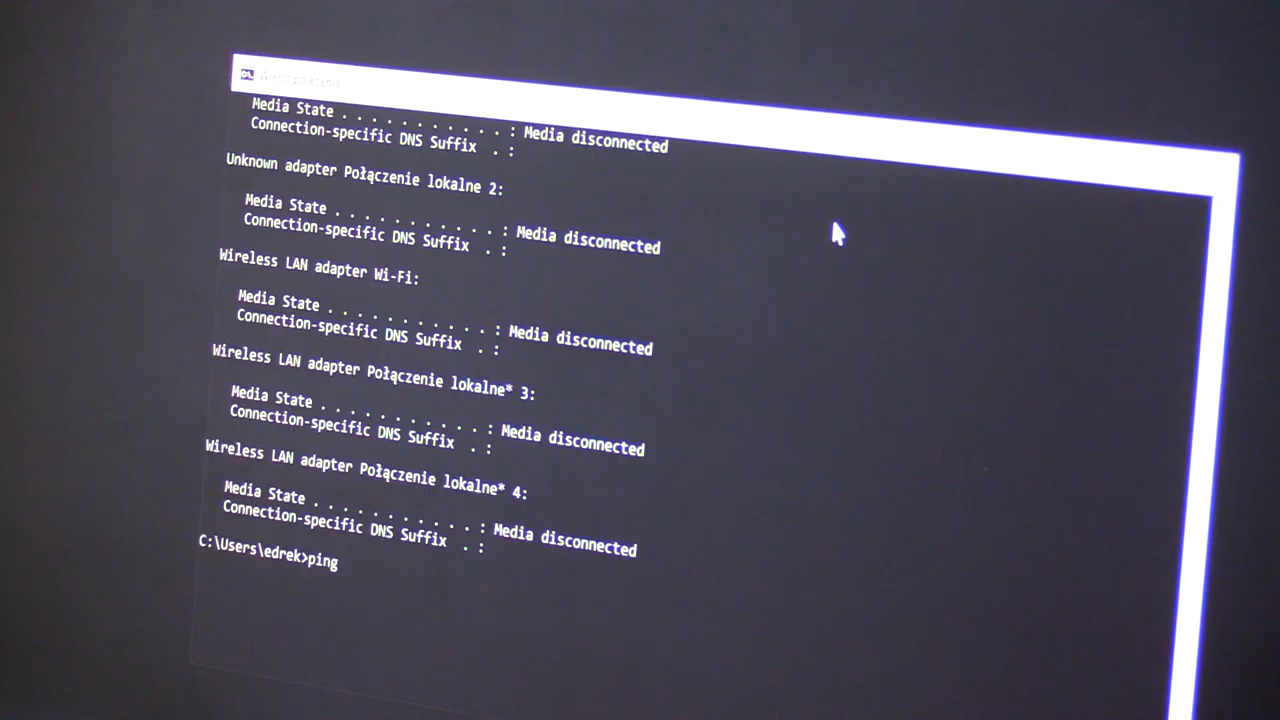 Wiersz polecenia
Media State . . . . . . . . . . . : Media disconnected
Connection-specific DNS Suffix  . :
Unknown adapter Połączenie lokalne 2:
Media State . . . . . . . . . . . : Media disconnected
Connection-specific DNS Suffix  . :
Wireless LAN adapter Wi-Fi:
Media State . . . . . . . . . . . : Media disconnected
Connection-specific DNS Suffix  . :
Wireless LAN adapter Połączenie lokalne* 3:
Media State . . . . . . . . . . . : Media disconnected
Connection-specific DNS Suffix  . :
Wireless LAN adapter Połączenie lokalne* 4:
Media State . . . . . . . . . . . : Media disconnected
Connection-specific DNS Suffix  . :
C:\Users\edrek>ping